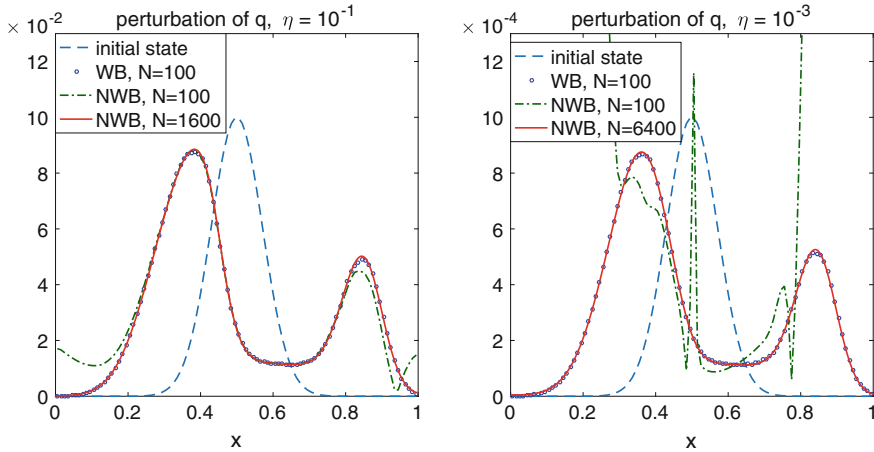 perturbation of q, η = 10⁻¹
× 10⁻²
initial state
WB, N=100
NWB, N=100
NWB, N=1600
12
10
8
6
4
2
0
0 0.2 0.4 0.6 0.8 1
x
perturbation of q, η = 10⁻³
× 10⁻⁴
initial state
WB, N=100
NWB, N=100
NWB, N=6400
12
10
8
6
4
2
0
0 0.2 0.4 0.6 0.8 1
x